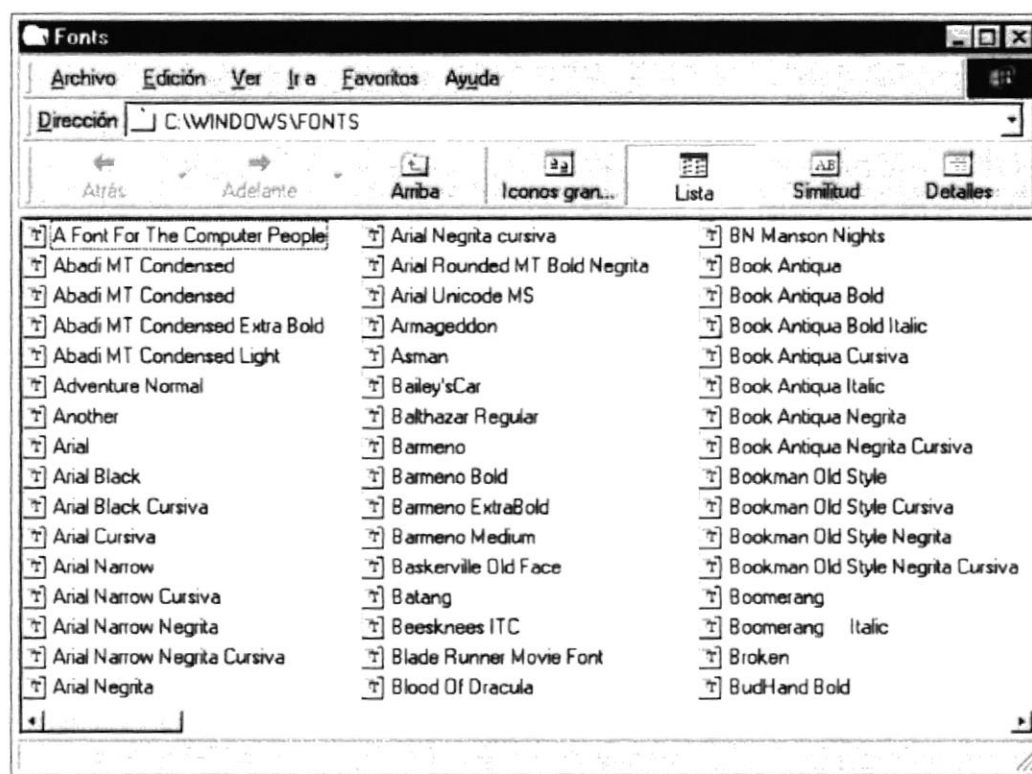 Fonts
Archivo Edición Ver Ir a Favoritos Ayuda
Dirección C:\WINDOWS\FONTS
Atrás Adelante Arriba Iconos gran... Lista Similitud Detalles
A Font For The Computer People
Abadi MT Condensed
Abadi MT Condensed
Abadi MT Condensed Extra Bold
Abadi MT Condensed Light
Adventure Normal
Another
Arial
Arial Black
Arial Black Cursiva
Arial Cursiva
Arial Narrow
Arial Narrow Cursiva
Arial Narrow Negrita
Arial Narrow Negrita Cursiva
Arial Negrita
Arial Negrita cursiva
Arial Rounded MT Bold Negrita
Arial Unicode MS
Armageddon
Asman
Bailey'sCar
Balthazar Regular
Barmeno
Barmeno Bold
Barmeno ExtraBold
Barmeno Medium
Baskerville Old Face
Batang
Beesknees ITC
Blade Runner Movie Font
Blood Of Dracula
BN Manson Nights
Book Antiqua
Book Antiqua Bold
Book Antiqua Bold Italic
Book Antiqua Cursiva
Book Antiqua Italic
Book Antiqua Negrita
Book Antiqua Negrita Cursiva
Bookman Old Style
Bookman Old Style Cursiva
Bookman Old Style Negrita
Bookman Old Style Negrita Cursiva
Boomerang
Boomerang Italic
Broken
BudHand Bold